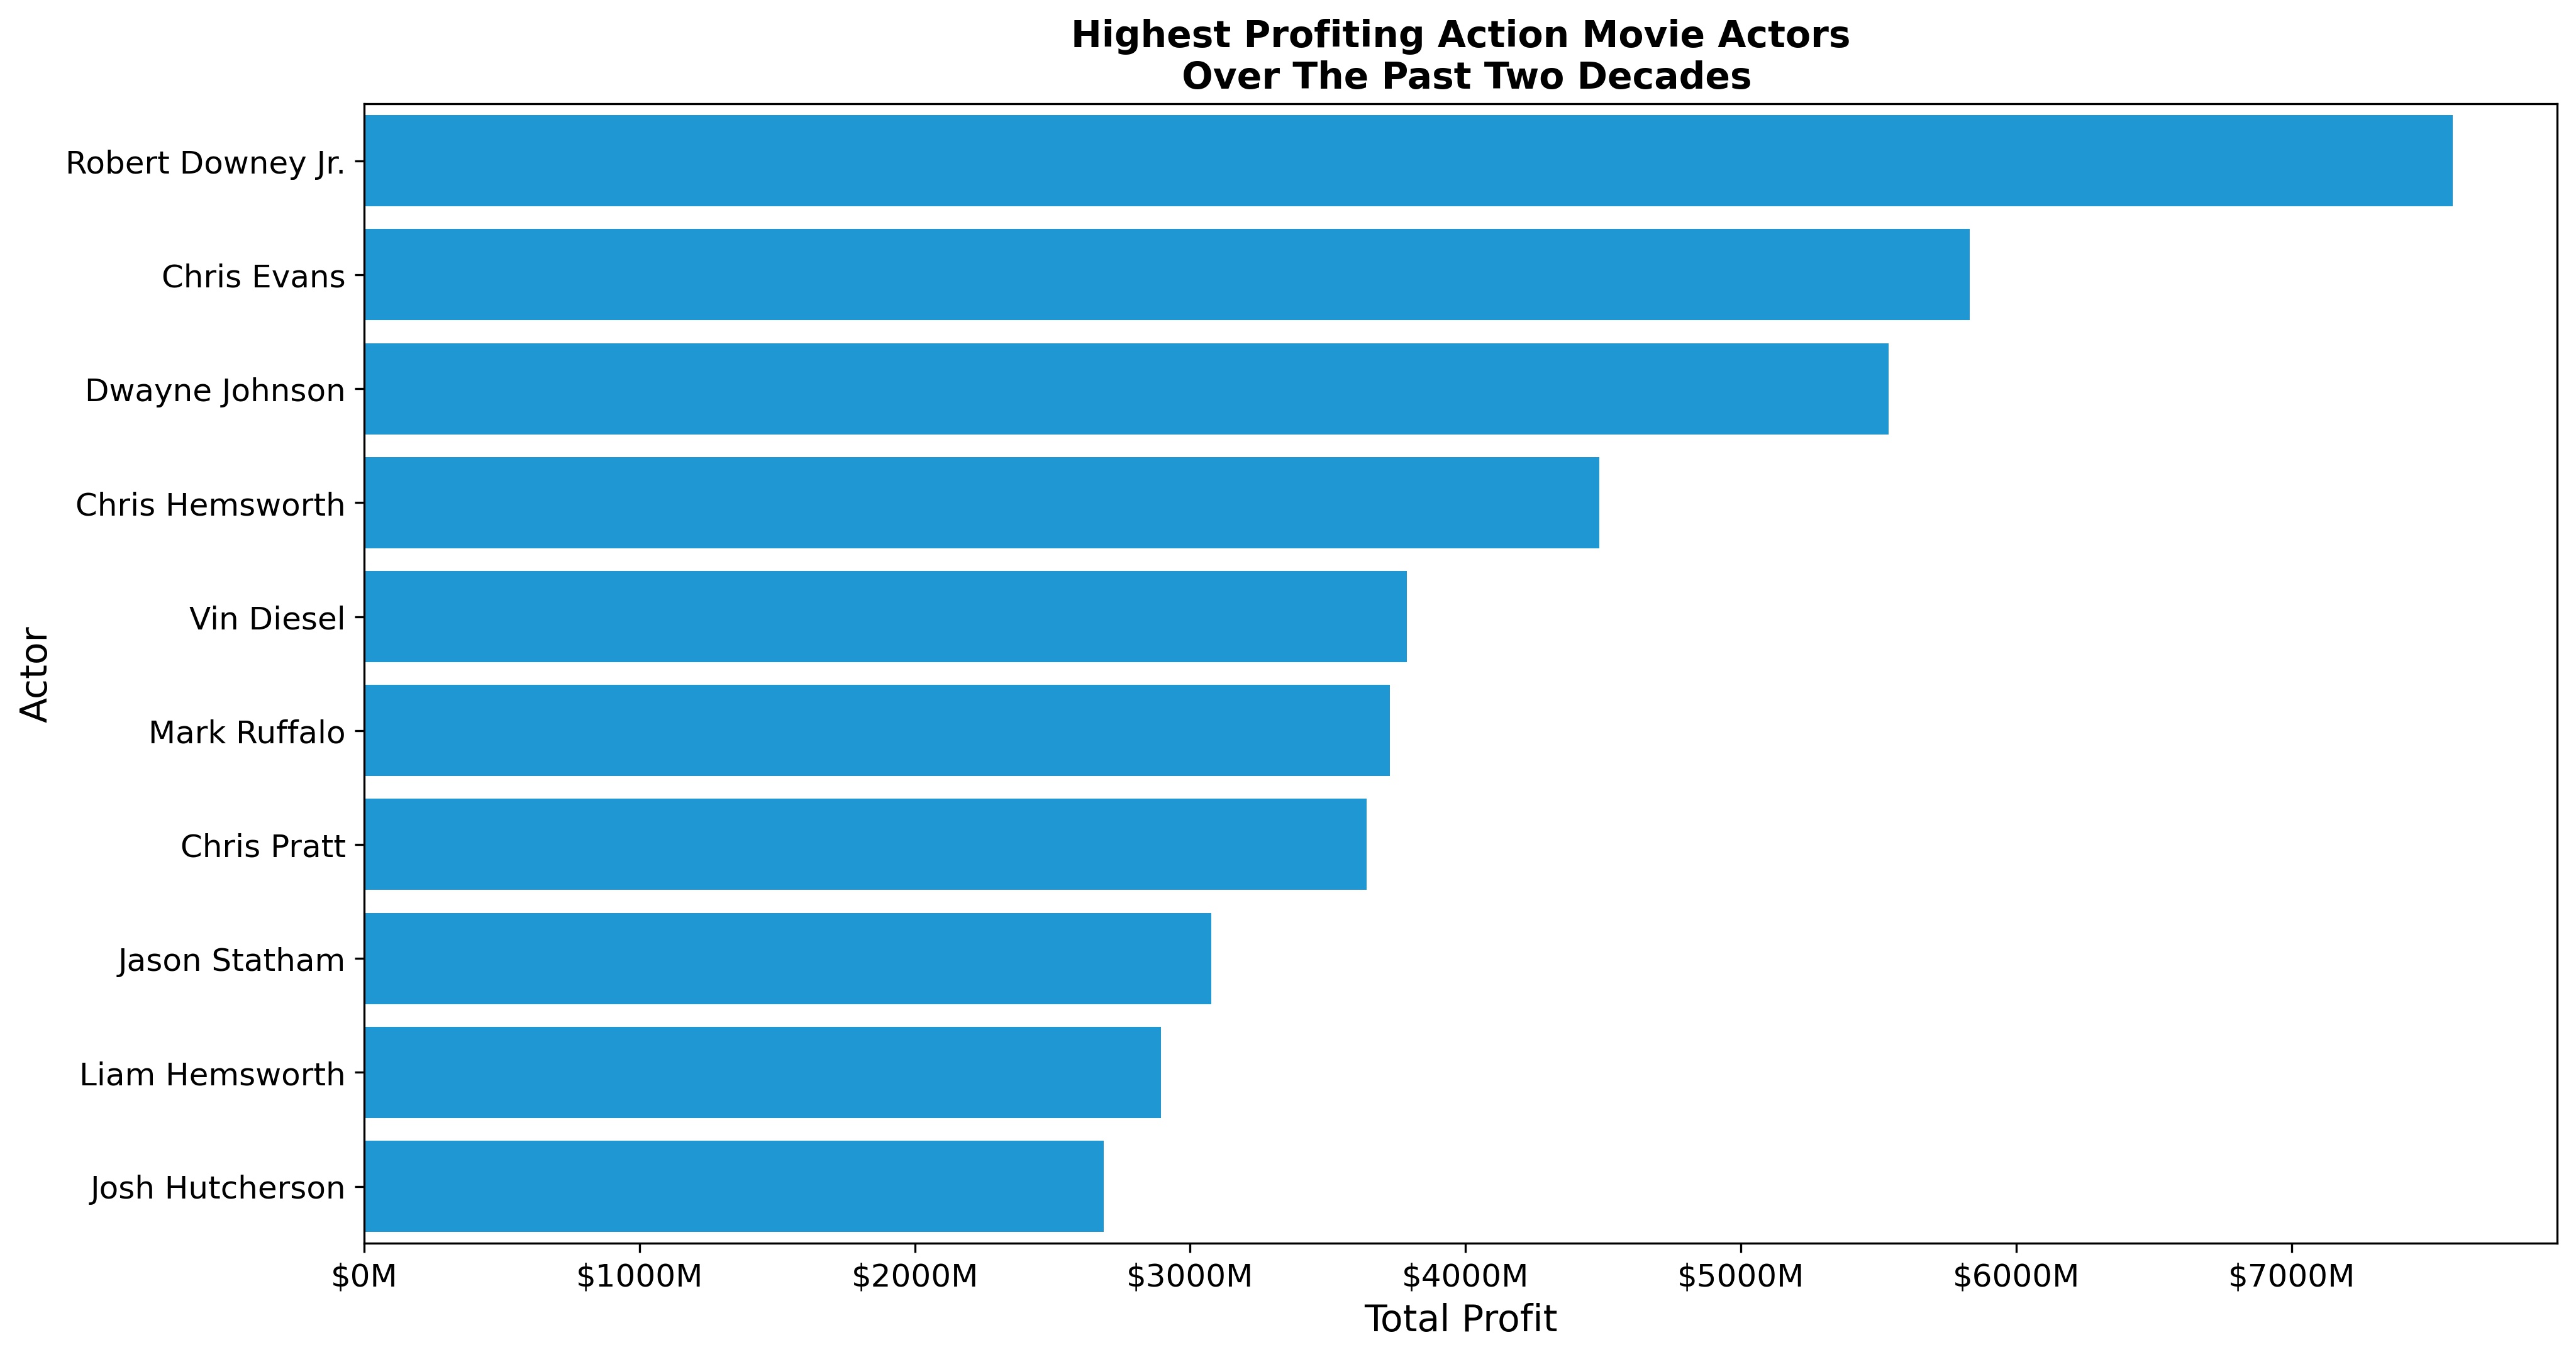 Highest Profiting Action Movie Actors
Over The Past Two Decades
Robert Downey Jr.
Chris Evans
Dwayne Johnson
Chris Hemsworth
Vin Diesel
Mark Ruffalo
Chris Pratt
Jason Statham
Liam Hemsworth
Josh Hutcherson
Actor
$0M $1000M $2000M $3000M $4000M $5000M $6000M $7000M
Total Profit